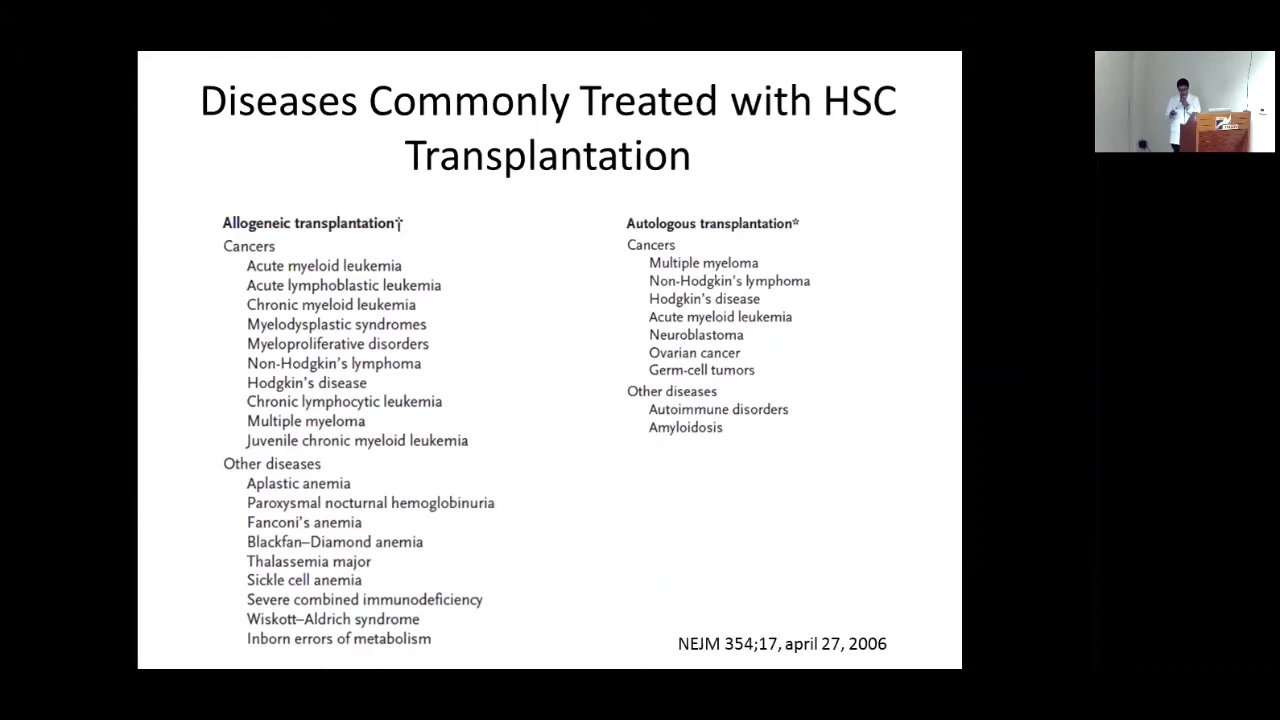 Diseases Commonly Treated with HSC
Transplantation
Allogeneic transplantation†
Cancers
Acute myeloid leukemia
Acute lymphoblastic leukemia
Chronic myeloid leukemia
Myelodysplastic syndromes
Myeloproliferative disorders
Non-Hodgkin's lymphoma
Hodgkin's disease
Chronic lymphocytic leukemia
Multiple myeloma
Juvenile chronic myeloid leukemia
Other diseases
Aplastic anemia
Paroxysmal nocturnal hemoglobinuria
Fanconi's anemia
Blackfan–Diamond anemia
Thalassemia major
Sickle cell anemia
Severe combined immunodeficiency
Wiskott–Aldrich syndrome
Inborn errors of metabolism
Autologous transplantation*
Cancers
Multiple myeloma
Non-Hodgkin's lymphoma
Hodgkin's disease
Acute myeloid leukemia
Neuroblastoma
Ovarian cancer
Germ-cell tumors
Other diseases
Autoimmune disorders
Amyloidosis
NEJM 354;17, april 27, 2006